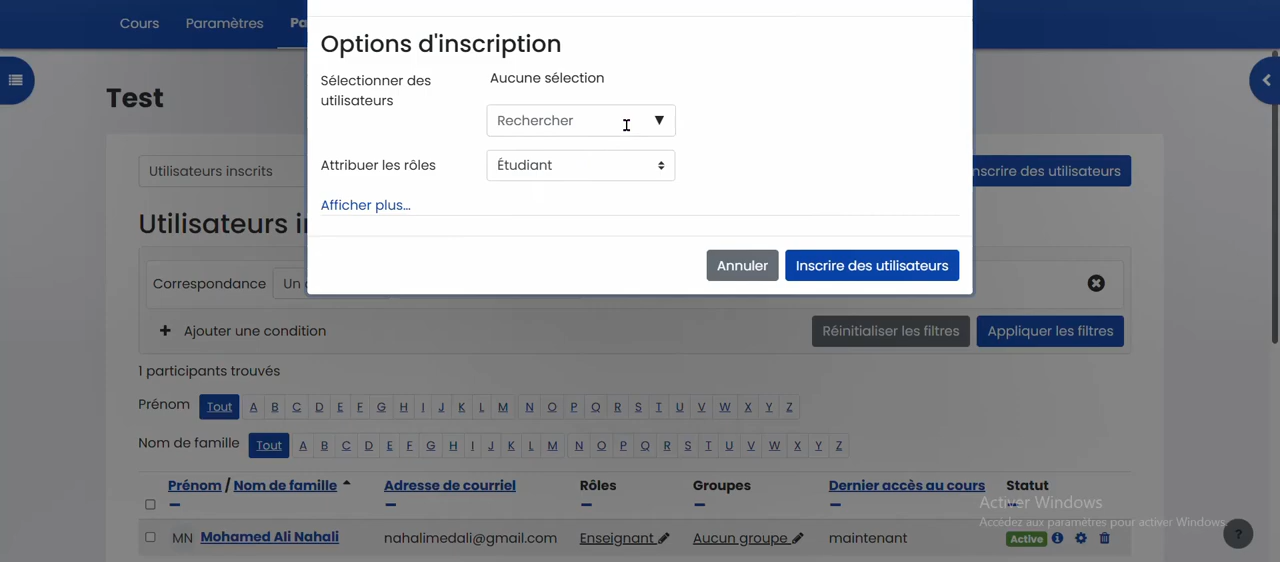 Cours Paramètres Pa
Options d'inscription
Sélectionner des
utilisateurs
Aucune sélection
Rechercher ▼
Attribuer les rôles Étudiant
Afficher plus...
Annuler Inscrire des utilisateurs
Test
Utilisateurs inscrits nscrire des utilisateurs
Utilisateurs i
Correspondance Un
Ajouter une condition Réinitialiser les filtres Appliquer les filtres
1 participants trouvés
Prénom Tout A B C D E F G H I J K L M N O P Q R S T U V W X Y Z
Nom de famille Tout A B C D E F G H I J K L M N O P Q R S T U V W X Y Z
Prénom / Nom de famille Adresse de courriel Rôles Groupes Dernier accès au cours Statut
MN Mohamed Ali Nahali nahalimedali@gmail.com Enseignant Aucun groupe maintenant Active
Activer Windows
Accédez aux paramètres pour activer Windows.
?